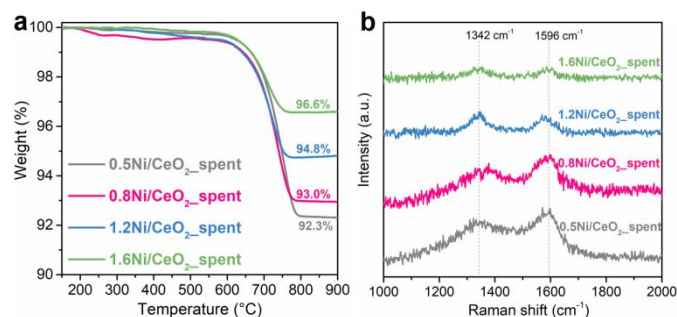 a
Weight (%)
100
98
96
94
92
90
96.6%
94.8%
93.0%
92.3%
0.5Ni/CeO₂_spent
0.8Ni/CeO₂_spent
1.2Ni/CeO₂_spent
1.6Ni/CeO₂_spent
200 300 400 500 600 700 800 900
Temperature (°C)
b
Intensity (a.u.)
1342 cm⁻¹ 1596 cm⁻¹
1.6Ni/CeO₂_spent
1.2Ni/CeO₂_spent
0.8Ni/CeO₂_spent
0.5Ni/CeO₂_spent
1000 1200 1400 1600 1800 2000
Raman shift (cm⁻¹)